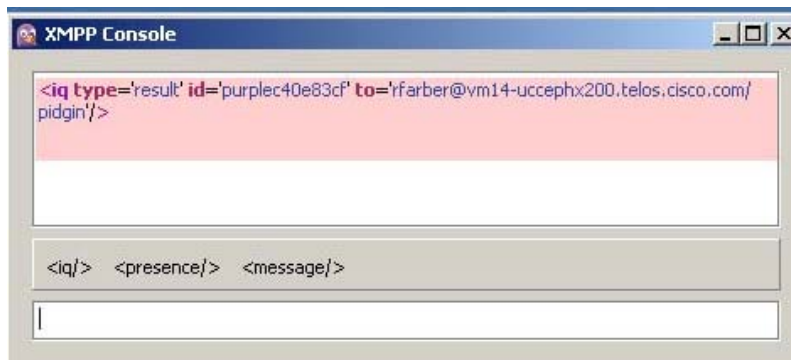 XMPP Console
<iq type='result' id='purplec40e83cf' to='rfarber@vm14-uccephx200.telos.cisco.com/
pidgin'/>
<iq/> <presence/> <message/>